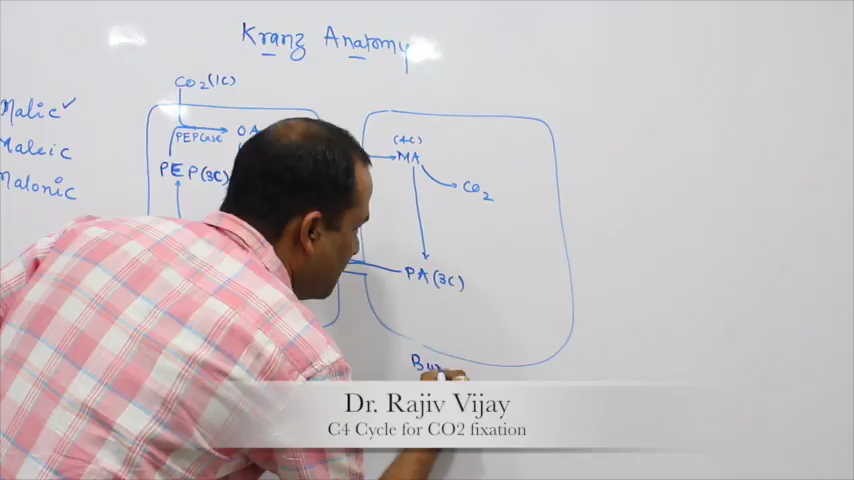 Kranz Anatomy
CO2 (1C)
Malic ✓
Maleic
Malonic
PEPCase
OA
PEP(3C)
(4C)
MA
CO2
PA (3C)
Bu
Dr. Rajiv Vijay
C4 Cycle for CO2 fixation